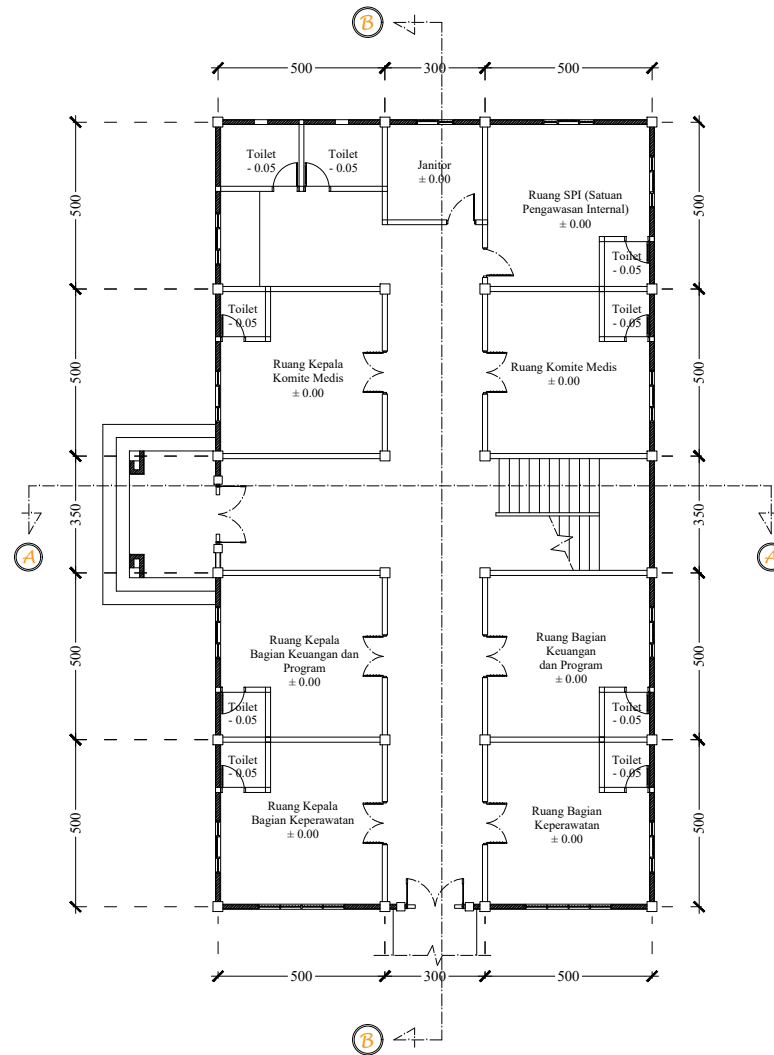 B
500
300
500
Toilet
- 0.05
Toilet
- 0.05
Janitor
± 0.00
Ruang SPI (Satuan
Pengawasan Internal)
± 0.00
500
500
Toilet
- 0.05
Toilet
- 0.05
Toilet
- 0.05
Ruang Kepala
Komite Medis
± 0.00
Ruang Komite Medis
± 0.00
500
500
350
350
A
A
Ruang Kepala
Bagian Keuangan dan
Program
± 0.00
Ruang Bagian
Keuangan
dan Program
± 0.00
500
500
Toilet
- 0.05
Toilet
- 0.05
Toilet
- 0.05
Toilet
- 0.05
Ruang Kepala
Bagian Keperawatan
± 0.00
Ruang Bagian
Keperawatan
± 0.00
500
500
500
300
500
B